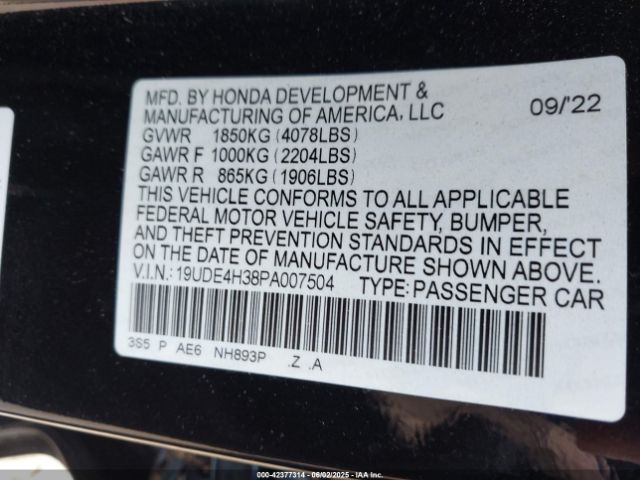 MFD. BY HONDA DEVELOPMENT &
MANUFACTURING OF AMERICA, LLC 09/'22
GVWR 1850KG (4078LBS)
GAWR F 1000KG (2204LBS)
GAWR R 865KG (1906LBS)
THIS VEHICLE CONFORMS TO ALL APPLICABLE
FEDERAL MOTOR VEHICLE SAFETY, BUMPER,
AND THEFT PREVENTION STANDARDS IN EFFECT
ON THE DATE OF MANUFACTURE SHOWN ABOVE.
V.I.N.: 19UDE4H38PA007504 TYPE: PASSENGER CAR
3S5 P AE6 NH893P .Z .A
000-42377314 - 06/02/2025 - IAA Inc.